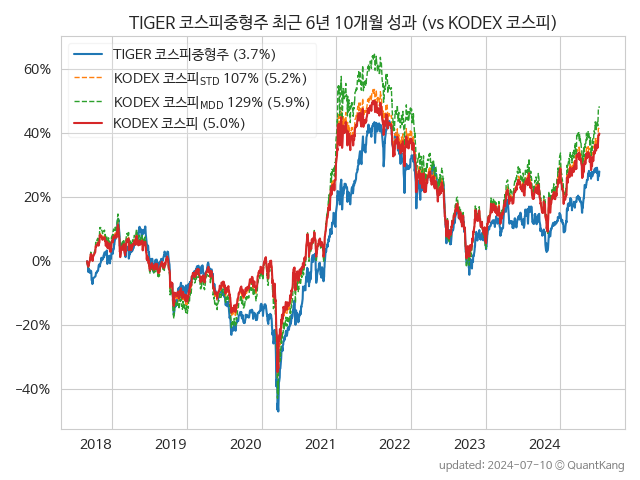 TIGER 코스피중형주 최근 6년 10개월 성과 (vs KODEX 코스피)
TIGER 코스피중형주 (3.7%)
KODEX 코스피STD 107% (5.2%)
KODEX 코스피MDD 129% (5.9%)
KODEX 코스피 (5.0%)
60%
40%
20%
0%
−20%
−40%
2018 2019 2020 2021 2022 2023 2024
updated: 2024-07-10 © QuantKang